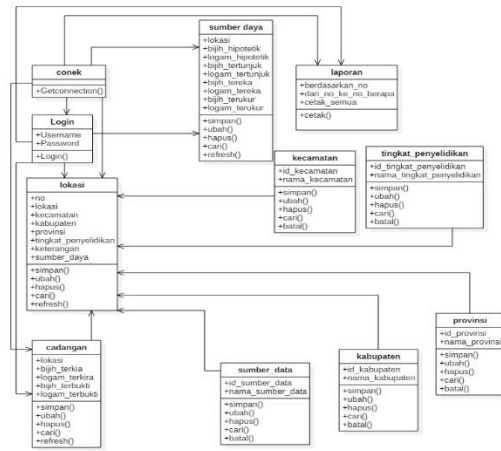 conek
+Getconnection()
Login
+Username
+Password
+Login()
sumber daya
+lokasi
+bijih_hipotetik
+logam_hipotetik
+bijih_tertunjuk
+logam_tertunjuk
+bijih_tereka
+logam_tereka
+bijih_terukur
+logam_terukur
+simpan()
+ubah()
+hapus()
+cari()
+refresh()
laporan
+berdasarkan_no
+dari_no_ke_no_berapa
+cetak_semua
+cetak()
kecamatan
+id_kecamatan
+nama_kecamatan
+simpan()
+ubah()
+hapus()
+cari()
+batal()
tingkat_penyelidikan
+id_tingkat_penyelidikan
+nama_tingkat_penyelidikan
+simpan()
+ubah()
+hapus()
+cari()
+batal()
lokasi
+no
+lokasi
+kecamatan
+kabupaten
+provinsi
+tingkat_penyelidikan
+keterangan
+sumber_daya
+simpan()
+ubah()
+hapus()
+cari()
+refresh()
cadangan
+lokasi
+bijih_terkia
+logam_terkira
+bijih_terbukti
+logam_terbukti
+simpan()
+ubah()
+hapus()
+cari()
+refresh()
sumber_data
+id_sumber_data
+nama_sumber_data
+simpan()
+ubah()
+hapus()
+cari()
+batal()
kabupaten
+id_kabupaten
+nama_kabupaten
+simpan()
+ubah()
+hapus()
+cari()
+batal()
provinsi
+id_provinsi
+nama_provinsi
+simpan()
+ubah()
+hapus()
+cari()
+batal()